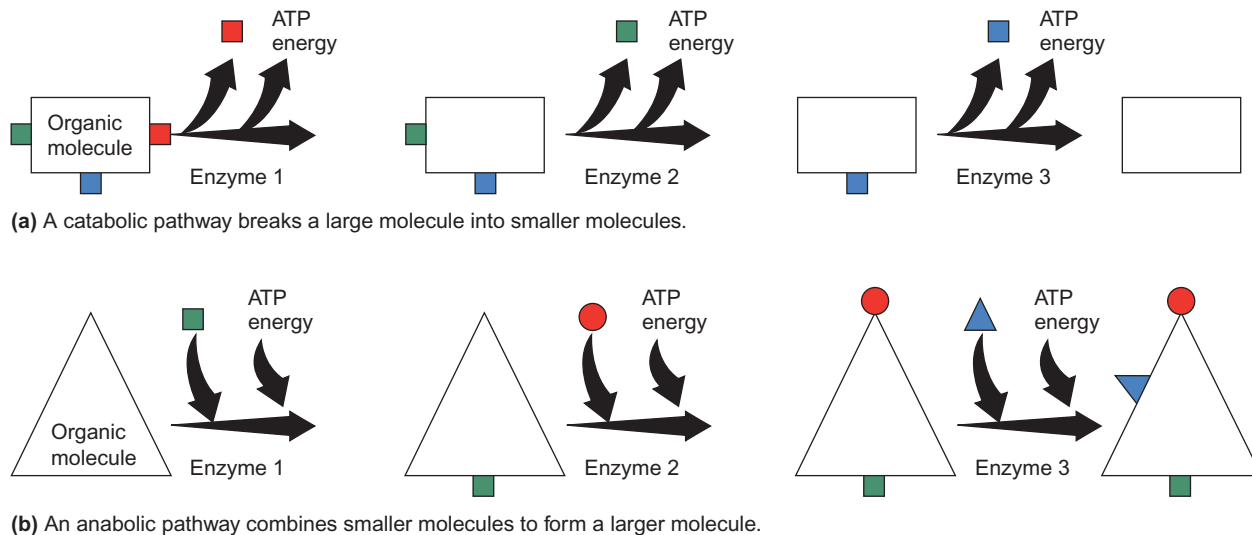 ATP
energy
ATP
energy
ATP
energy
Organic
molecule
Enzyme 1
Enzyme 2
Enzyme 3
(a) A catabolic pathway breaks a large molecule into smaller molecules.
ATP
energy
ATP
energy
ATP
energy
Organic
molecule
Enzyme 1
Enzyme 2
Enzyme 3
(b) An anabolic pathway combines smaller molecules to form a larger molecule.